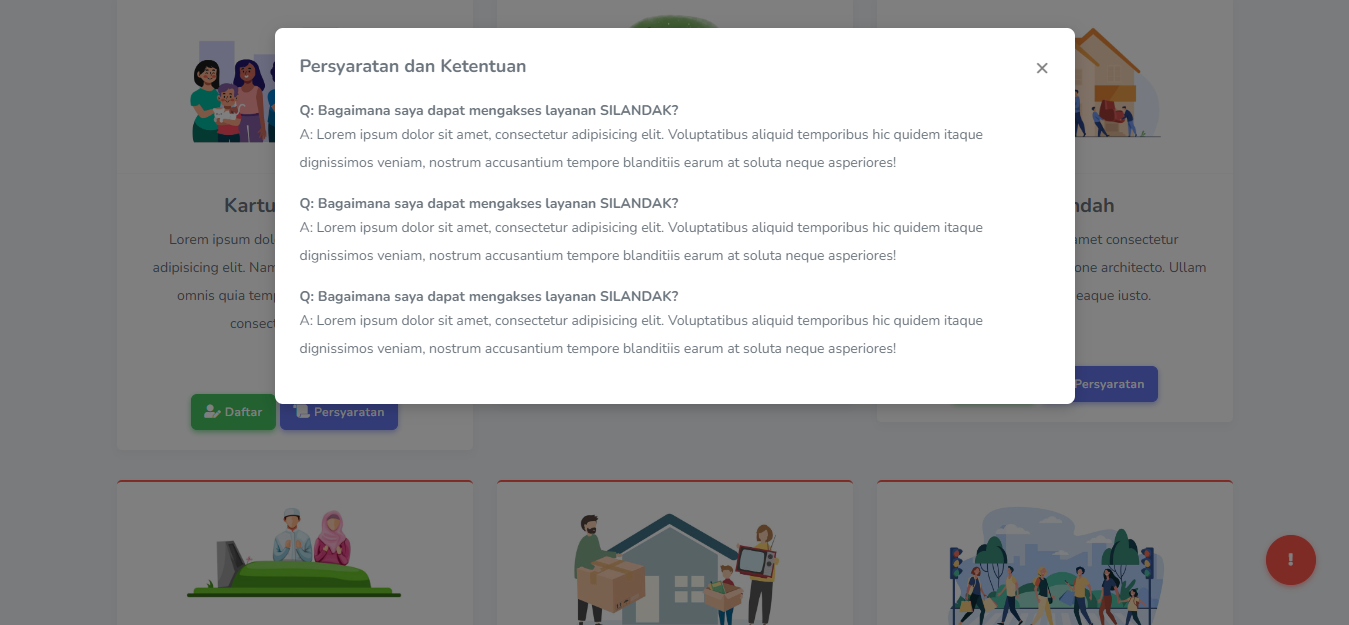 Persyaratan dan Ketentuan
Q: Bagaimana saya dapat mengakses layanan SILANDAK?
A: Lorem ipsum dolor sit amet, consectetur adipisicing elit. Voluptatibus aliquid temporibus hic quidem itaque
dignissimos veniam, nostrum accusantium tempore blanditiis earum at soluta neque asperiores!
Q: Bagaimana saya dapat mengakses layanan SILANDAK?
A: Lorem ipsum dolor sit amet, consectetur adipisicing elit. Voluptatibus aliquid temporibus hic quidem itaque
dignissimos veniam, nostrum accusantium tempore blanditiis earum at soluta neque asperiores!
Q: Bagaimana saya dapat mengakses layanan SILANDAK?
A: Lorem ipsum dolor sit amet, consectetur adipisicing elit. Voluptatibus aliquid temporibus hic quidem itaque
dignissimos veniam, nostrum accusantium tempore blanditiis earum at soluta neque asperiores!
Kartu
Lorem ipsum dol
adipisicing elit. Nam
omnis quia temp
consec
Daftar
Persyaratan
ndah
amet consectetur
one architecto. Ullam
eaque iusto.
Persyaratan